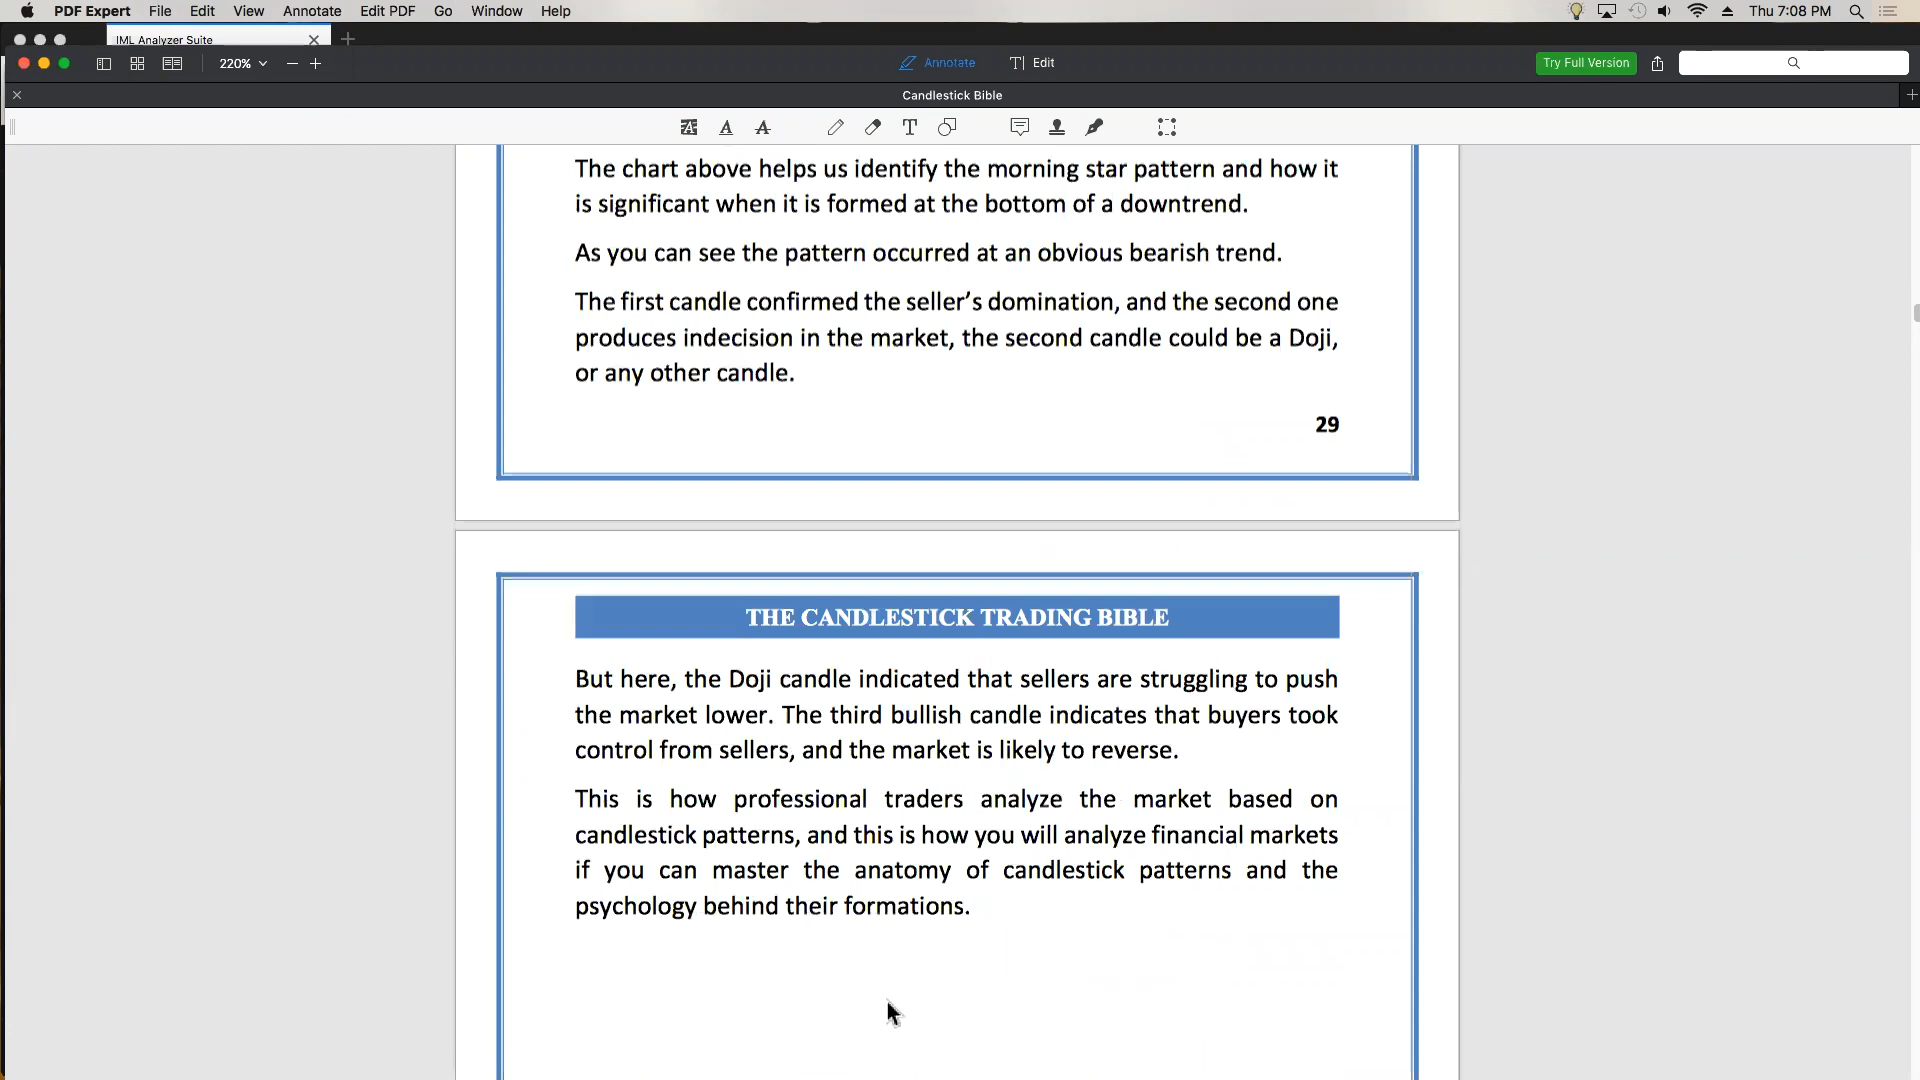 PDF Expert File Edit View Annotate Edit PDF Go Window Help Thu 7:08 PM
IML Analyzer Suite
220% Annotate T Edit Try Full Version
Candlestick Bible
A A A T
The chart above helps us identify the morning star pattern and how it
is significant when it is formed at the bottom of a downtrend.
As you can see the pattern occurred at an obvious bearish trend.
The first candle confirmed the seller’s domination, and the second one
produces indecision in the market, the second candle could be a Doji,
or any other candle.
29
THE CANDLESTICK TRADING BIBLE
But here, the Doji candle indicated that sellers are struggling to push
the market lower. The third bullish candle indicates that buyers took
control from sellers, and the market is likely to reverse.
This is how professional traders analyze the market based on
candlestick patterns, and this is how you will analyze financial markets
if you can master the anatomy of candlestick patterns and the
psychology behind their formations.